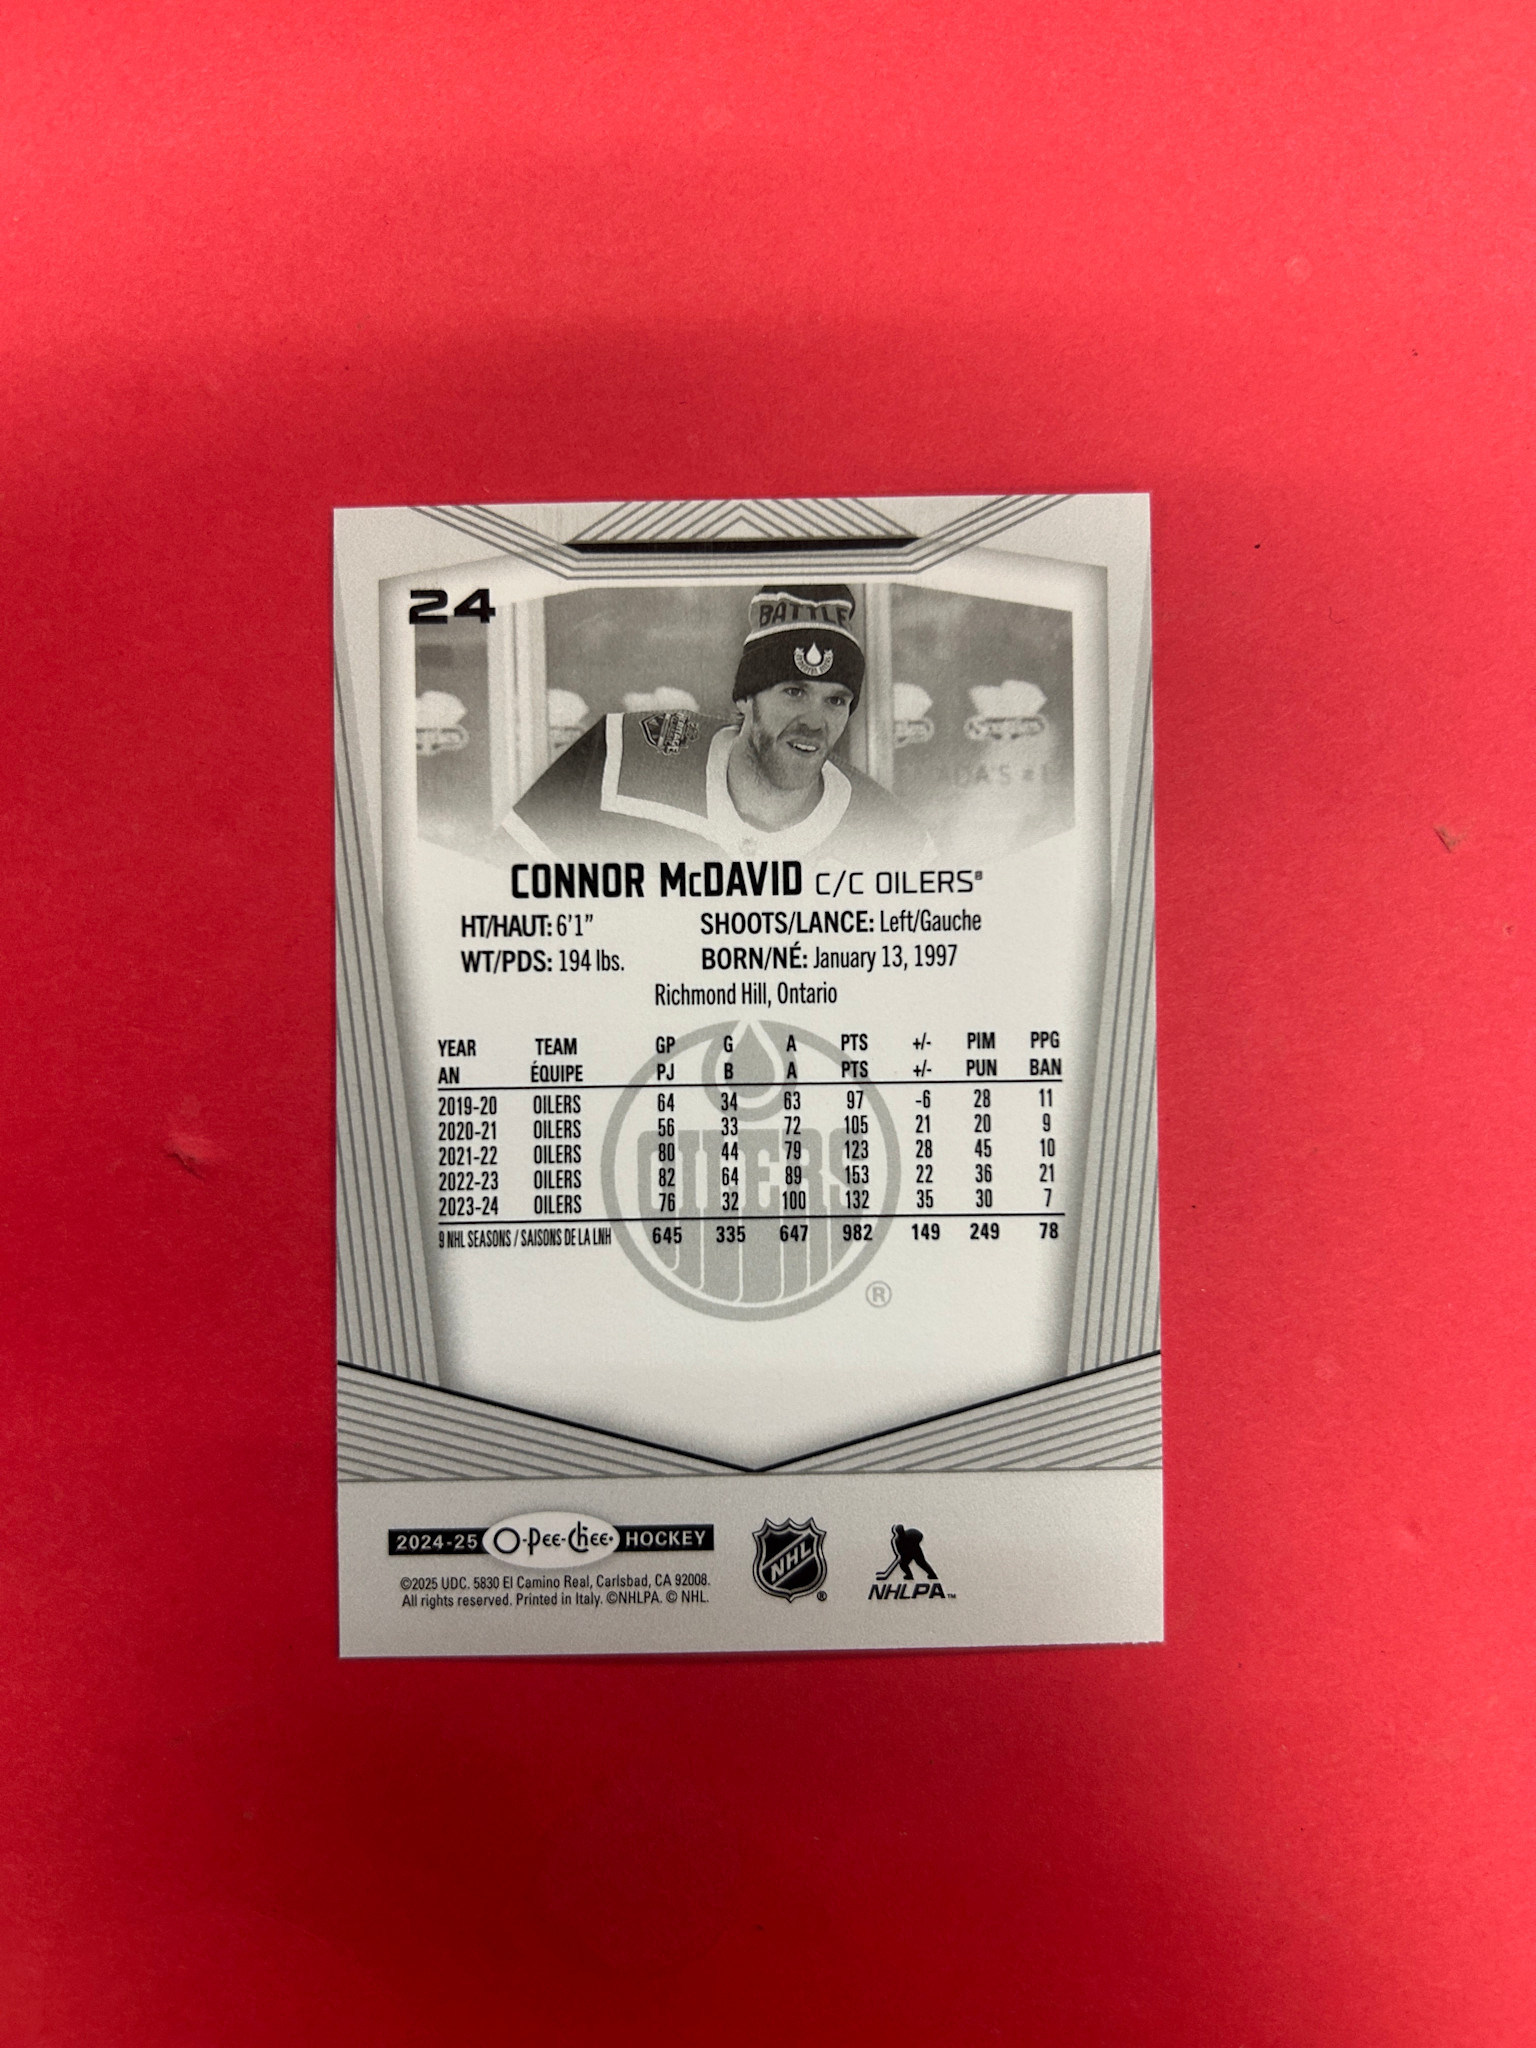 24
BATTLE
CONNOR McDAVID C/C OILERS®
HT/HAUT: 6'1" SHOOTS/LANCE: Left/Gauche
WT/PDS: 194 lbs. BORN/NÉ: January 13, 1997
Richmond Hill, Ontario
YEAR TEAM GP G A PTS +/- PIM PPG
AN ÉQUIPE PJ B A PTS +/- PUN BAN
2019-20 OILERS 64 34 63 97 -6 28 11
2020-21 OILERS 56 33 72 105 21 20 9
2021-22 OILERS 80 44 79 123 28 45 10
2022-23 OILERS 82 64 89 153 22 36 21
2023-24 OILERS 76 32 100 132 35 30 7
9 NHL SEASONS / SAISONS DE LA LNH 645 335 647 982 149 249 78
OILERS
®
2024-25 O-Pee-Chee HOCKEY
©2025 UDC. 5830 El Camino Real, Carlsbad, CA 92008.
All rights reserved. Printed in Italy. ©NHLPA. © NHL.
NHL ®
NHLPA™